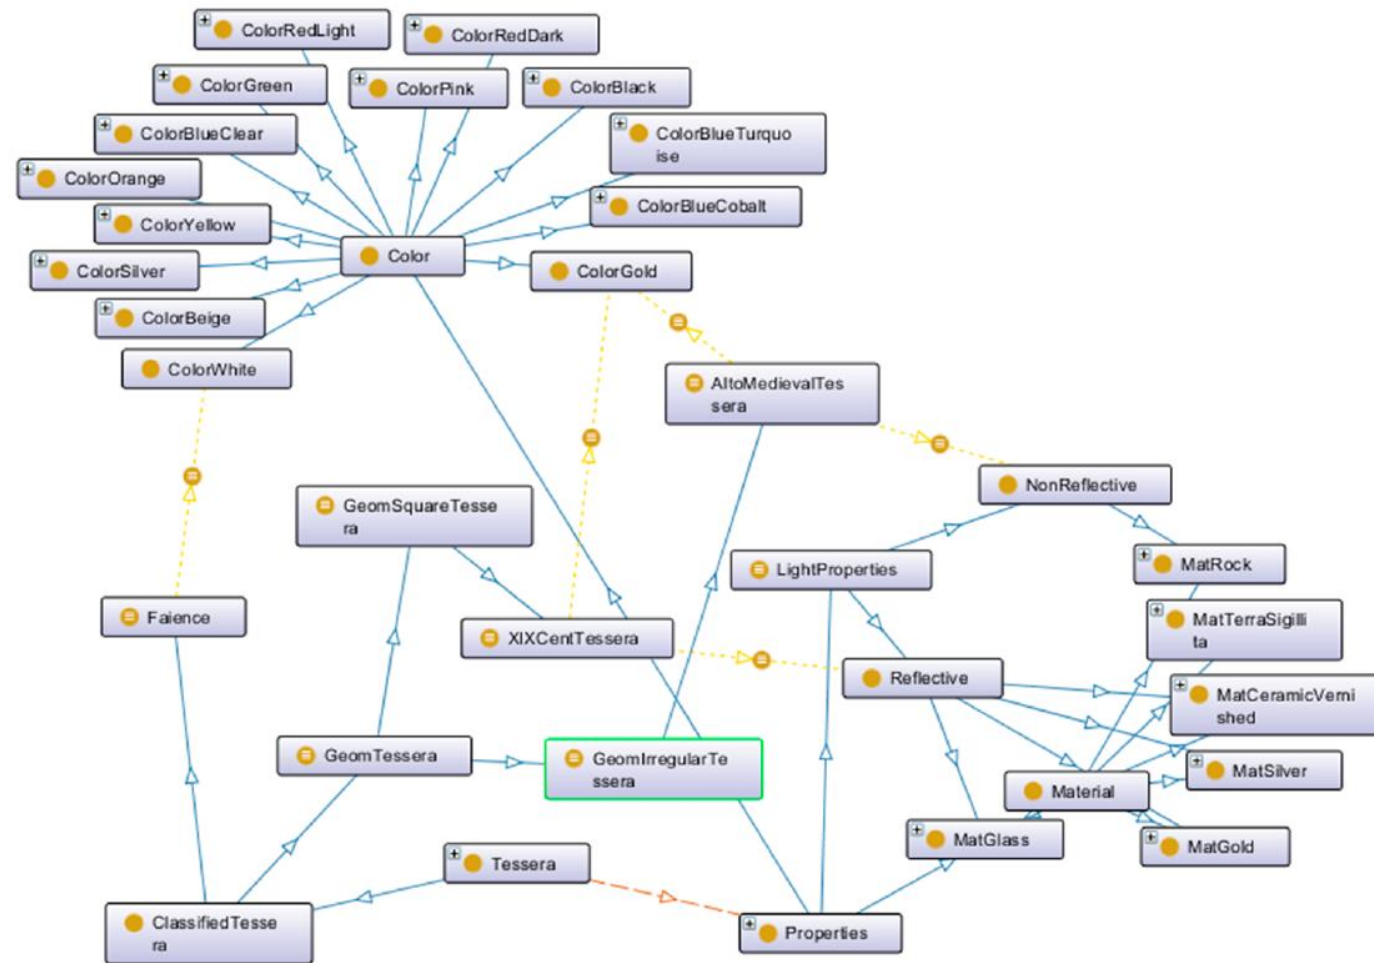 ColorRedLight
ColorRedDark
ColorGreen
ColorPink
ColorBlack
ColorBlueClear
ColorBlueTurquo
ise
ColorOrange
ColorYellow
ColorBlueCobalt
Color
ColorSilver
ColorGold
ColorBeige
ColorWhite
AltoMedievalTes
sera
NonReflective
GeomSquareTesse
ra
LightProperties
MatRock
Faience
XIXCentTessera
MatTerraSigilli
ta
Reflective
MatCeramicVerni
shed
GeomTessera
GeomIrregularTe
ssera
MatSilver
Material
MatGlass
MatGold
Tessera
ClassifiedTesse
ra
Properties